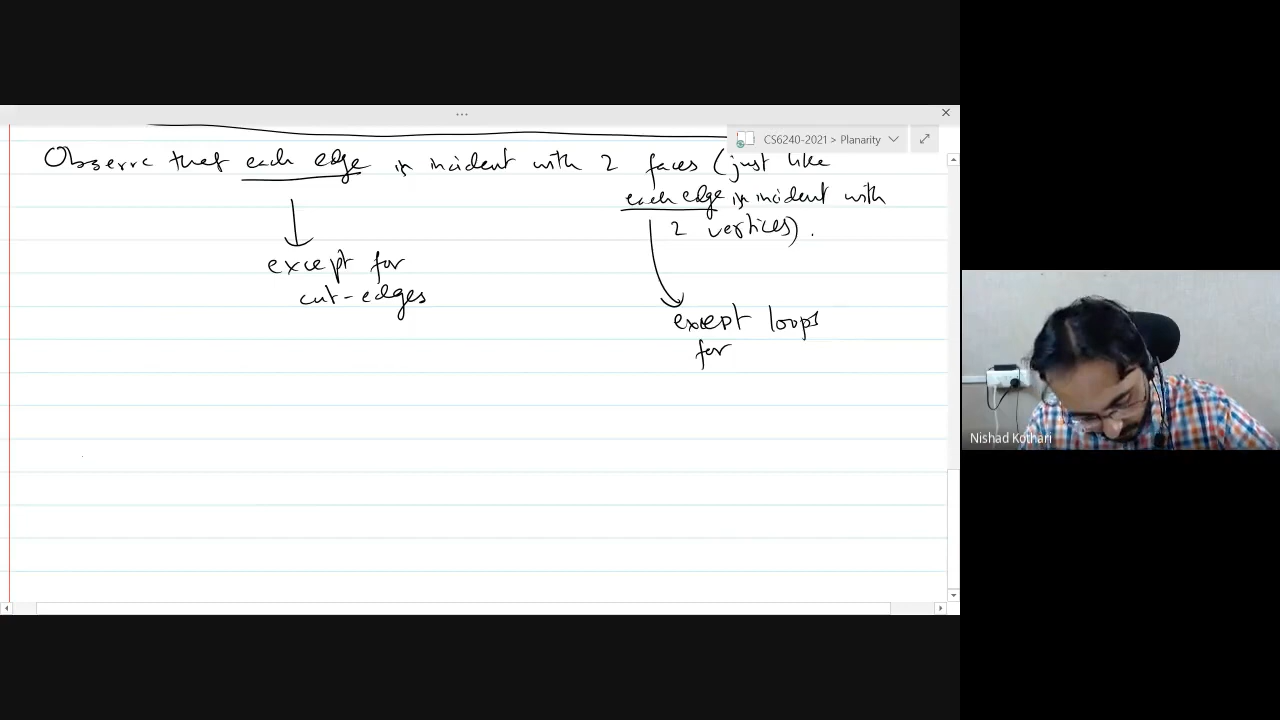 CS6240-2021 > Planarity
Observe that each edge is incident with 2 faces (just like
each edge is incident with
2 vertices).
except for
cut-edges
except loops
for
Nishad Kothari